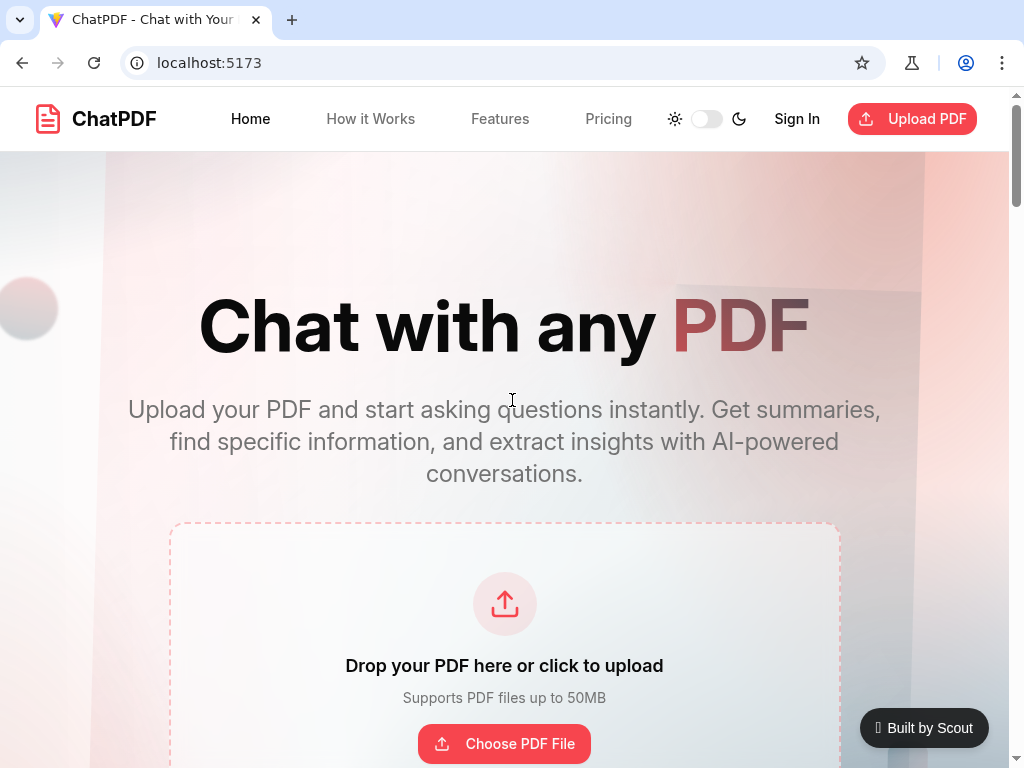 ChatPDF - Chat with Your
localhost:5173
ChatPDF
Home
How it Works
Features
Pricing
Sign In
Upload PDF
Chat with any PDF
Upload your PDF and start asking questions instantly. Get summaries,
find specific information, and extract insights with AI-powered
conversations.
Drop your PDF here or click to upload
Supports PDF files up to 50MB
Choose PDF File
Built by Scout